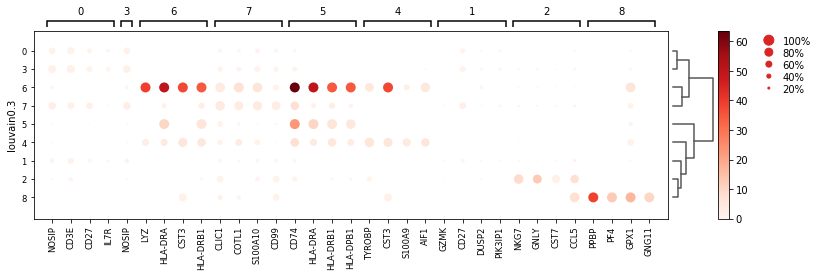 0 3 6 7 5 4 1 2 8
louvain0.3
0
3
6
7
5
4
1
2
8
NOSIP
CD3E
CD27
IL7R
NOSIP
LYZ
HLA-DRA
CST3
HLA-DRB1
CLIC1
COTL1
S100A10
CD99
CD74
HLA-DRA
HLA-DRB1
HLA-DPB1
TYROBP
CST3
S100A9
AIF1
GZMK
CD27
DUSP2
PIK3IP1
NKG7
GNLY
CST7
CCL5
PPBP
PF4
GPX1
GNG11
60
50
40
30
20
10
0
100%
80%
60%
40%
20%